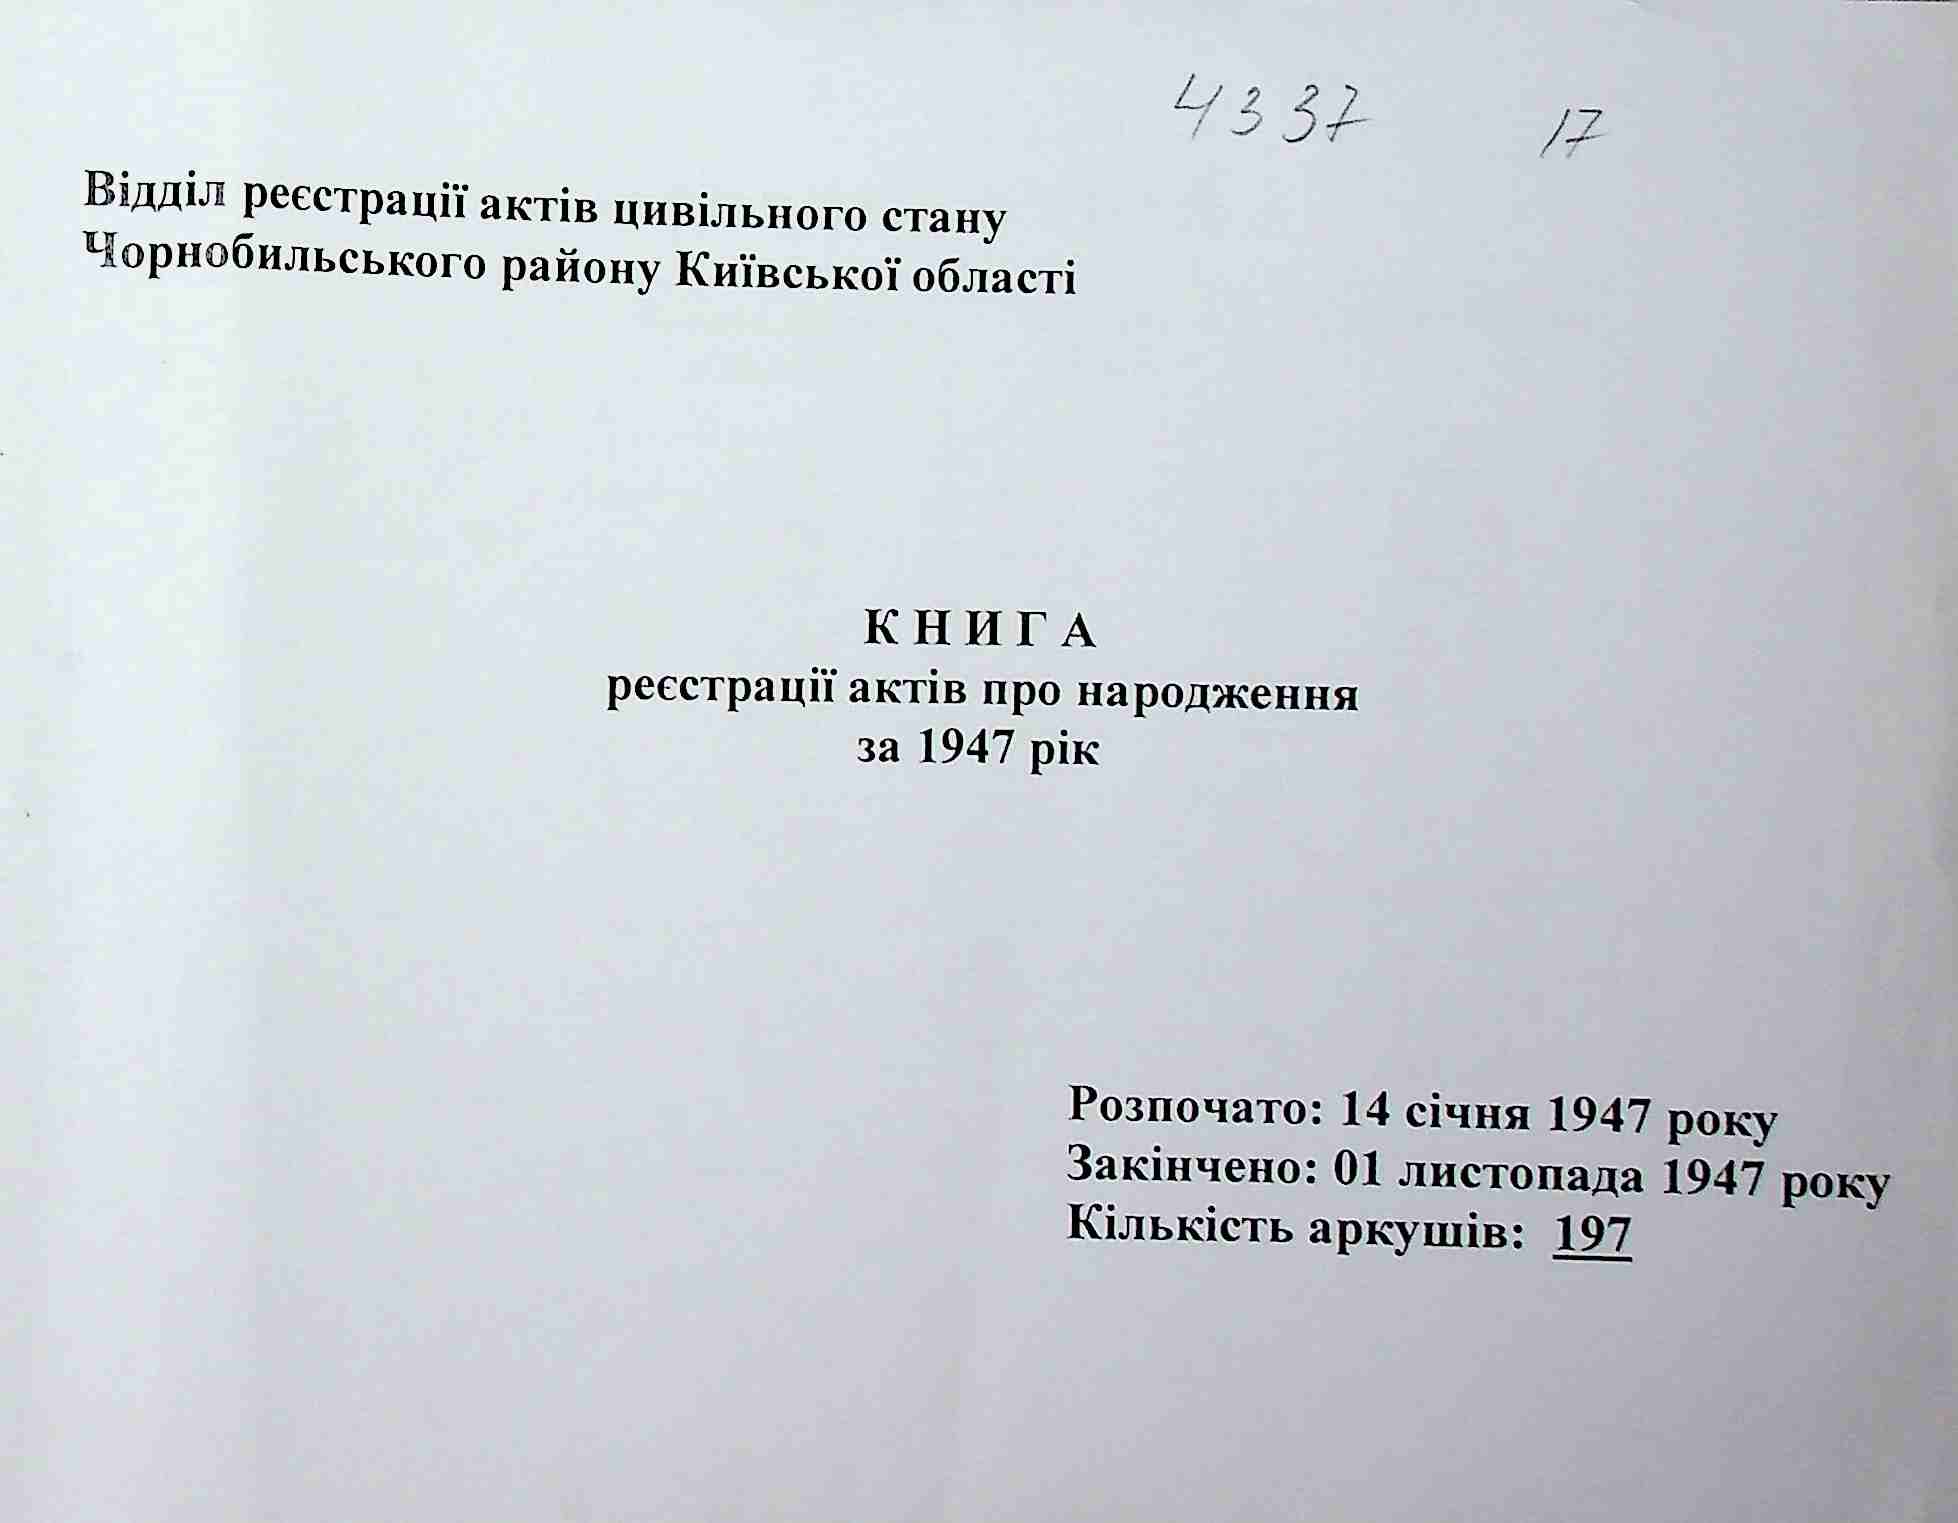 4337 17
Відділ реєстрації актів цивільного стану
Чорнобильського району Київської області
К Н И Г А
реєстрації актів про народження
за 1947 рік
Розпочато: 14 січня 1947 року
Закінчено: 01 листопада 1947 року
Кількість аркушів: 197